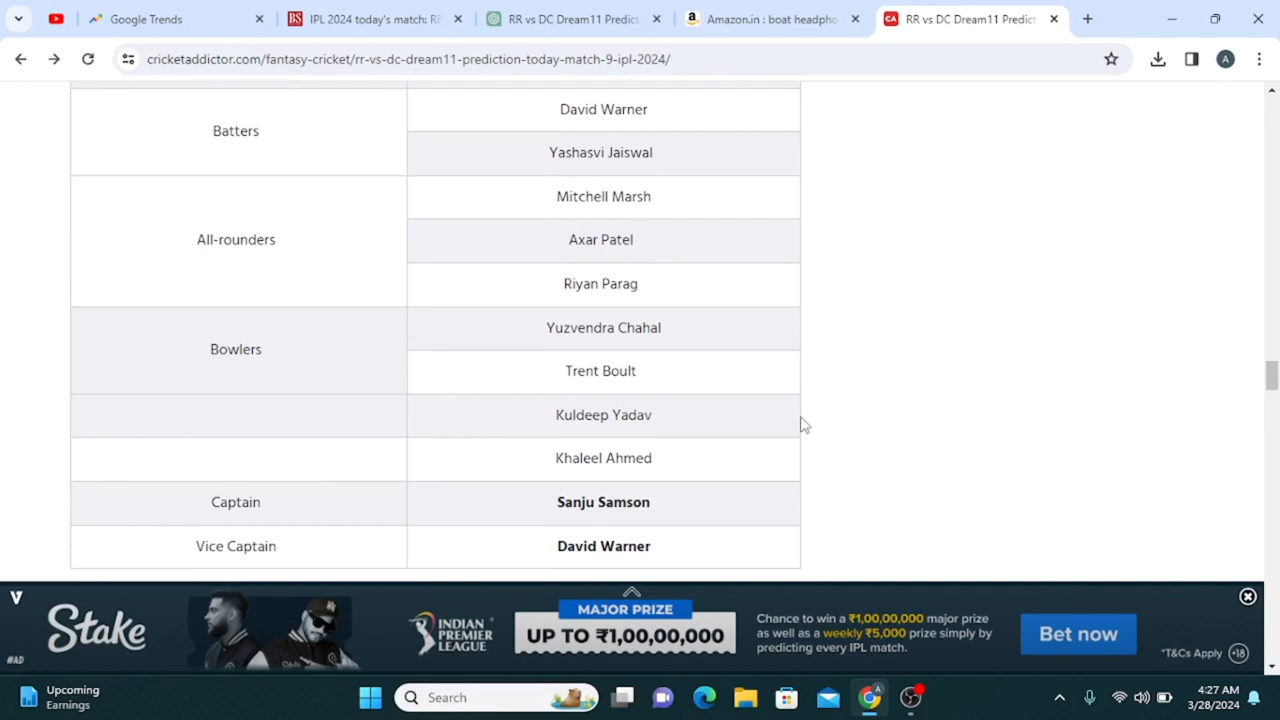 Google Trends
IPL 2024 today's match: RF
RR vs DC Dream11 Predict
Amazon.in : boat headpho
RR vs DC Dream11 Predict
cricketaddictor.com/fantasy-cricket/rr-vs-dc-dream11-prediction-today-match-9-ipl-2024/
Batters
David Warner
Yashasvi Jaiswal
All-rounders
Mitchell Marsh
Axar Patel
Riyan Parag
Bowlers
Yuzvendra Chahal
Trent Boult
Kuldeep Yadav
Khaleel Ahmed
Captain
Sanju Samson
Vice Captain
David Warner
Stake
#AD
INDIAN
PREMIER
LEAGUE
MAJOR PRIZE
UP TO ₹1,00,00,000
Chance to win a ₹1,00,00,000 major prize
as well as a weekly ₹5,000 prize simply by
predicting every IPL match.
Bet now
*T&Cs Apply +18
Upcoming
Earnings
Search
4:27 AM
3/28/2024